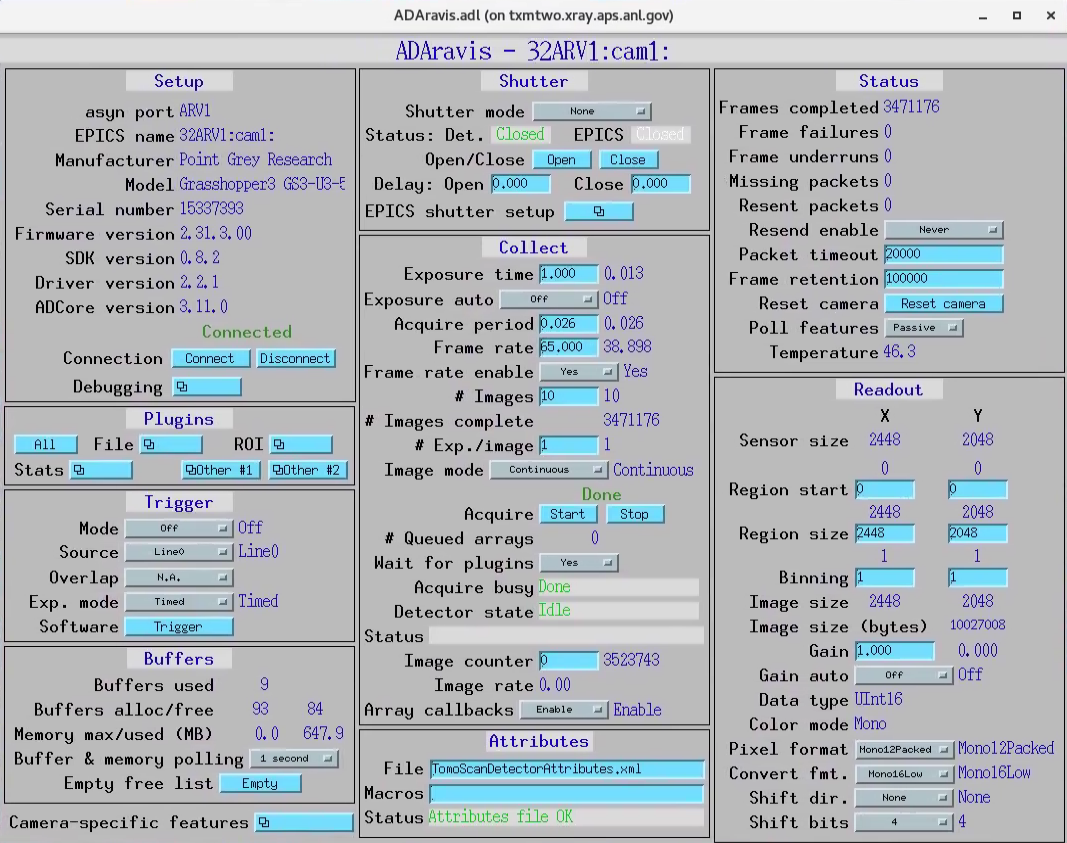 ADAravis.adl (on txmtwo.xray.aps.anl.gov)
ADAravis - 32ARV1:cam1:
Setup
asyn port ARV1
EPICS name 32ARV1:cam1:
Manufacturer Point Grey Research
Model Grasshopper3 GS3-U3-5
Serial number 15337393
Firmware version 2.31.3.00
SDK version 0.8.2
Driver version 2.2.1
ADCore version 3.11.0
Connected
Connection Connect Disconnect
Debugging
Plugins
All File ROI
Stats Other #1 Other #2
Trigger
Mode Off Off
Source Line0 Line0
Overlap N.A.
Exp. mode Timed Timed
Software Trigger
Buffers
Buffers used 9
Buffers alloc/free 93 84
Memory max/used (MB) 0.0 647.9
Buffer & memory polling 1 second
Empty free list Empty
Camera-specific features
Shutter
Shutter mode None
Status: Det. Closed EPICS Closed
Open/Close Open Close
Delay: Open 0.000 Close 0.000
EPICS shutter setup
Collect
Exposure time 1.000 0.013
Exposure auto Off Off
Acquire period 0.026 0.026
Frame rate 65.000 38.898
Frame rate enable Yes Yes
# Images 10 10
# Images complete 3471176
# Exp./image 1 1
Image mode Continuous Continuous
Done
Acquire Start Stop
# Queued arrays 0
Wait for plugins Yes
Acquire busy Done
Detector state Idle
Status
Image counter 0 3523743
Image rate 0.00
Array callbacks Enable Enable
Attributes
File TomoScanDetectorAttributes.xml
Macros
Status Attributes file OK
Status
Frames completed 3471176
Frame failures 0
Frame underruns 0
Missing packets 0
Resent packets 0
Resend enable Never
Packet timeout 20000
Frame retention 100000
Reset camera Reset camera
Poll features Passive
Temperature 46.3
Readout
X Y
Sensor size 2448 2048
0 0
Region start 0 0
2448 2048
Region size 2448 2048
1 1
Binning 1 1
Image size 2448 2048
Image size (bytes) 10027008
Gain 1.000 0.000
Gain auto Off Off
Data type UInt16
Color mode Mono
Pixel format Mono12Packed Mono12Packed
Convert fmt. Mono16Low Mono16Low
Shift dir. None None
Shift bits 4 4